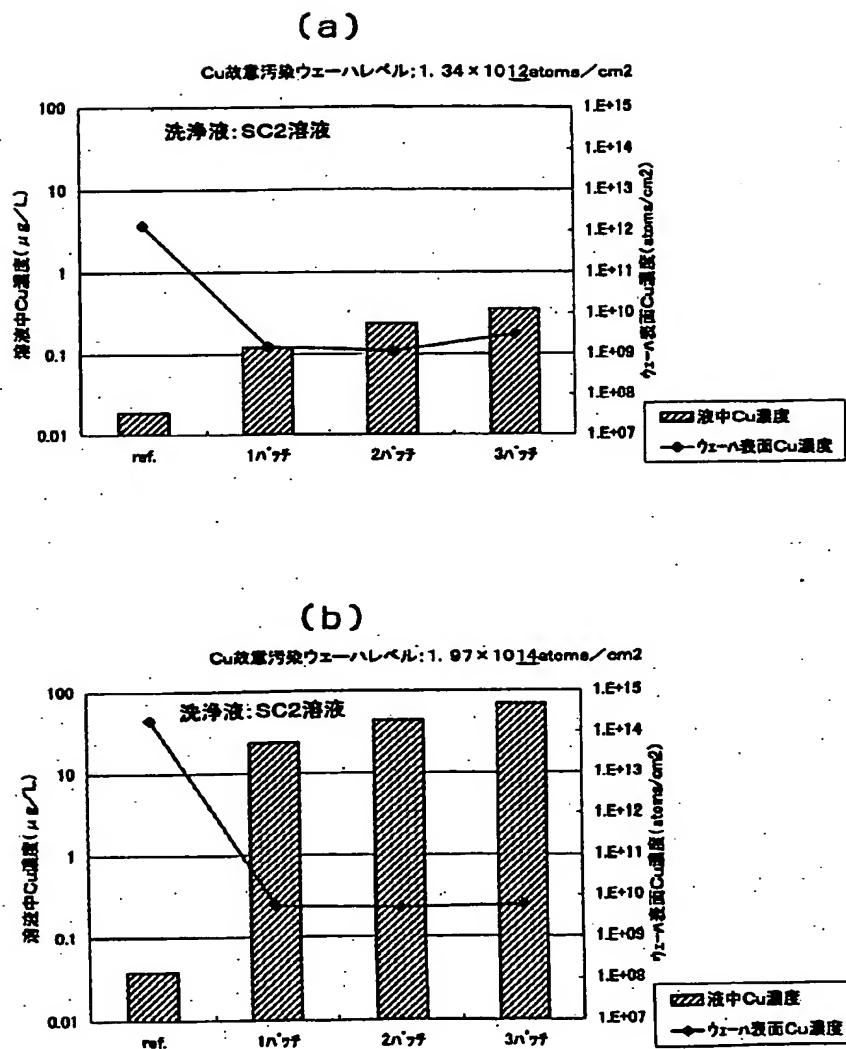 (a)
Cu故意汚染ウェーハレベル;1. 34×1012atoms/cm2
洗浄液:SC2溶液
溶液中Cu濃度(μg/L)
100
10
1
0.1
0.01
1.E+15
1.E+14
1.E+13
1.E+12
1.E+11
1.E+10
1.E+09
1.E+08
1.E+07
ウェーハ表面Cu濃度(atoms/cm2)
ref.
1バッチ
2バッチ
3バッチ
液中Cu濃度
ウェーハ表面Cu濃度
(b)
Cu故意汚染ウェーハレベル:1. 97×1014atoms/cm2
洗浄液:SC2溶液
溶液中Cu濃度(μg/L)
100
10
1
0.1
0.01
1.E+15
1.E+14
1.E+13
1.E+12
1.E+11
1.E+10
1.E+09
1.E+08
1.E+07
ウェーハ表面Cu濃度(atoms/cm2)
ref.
1バッチ
2バッチ
3バッチ
液中Cu濃度
ウェーハ表面Cu濃度